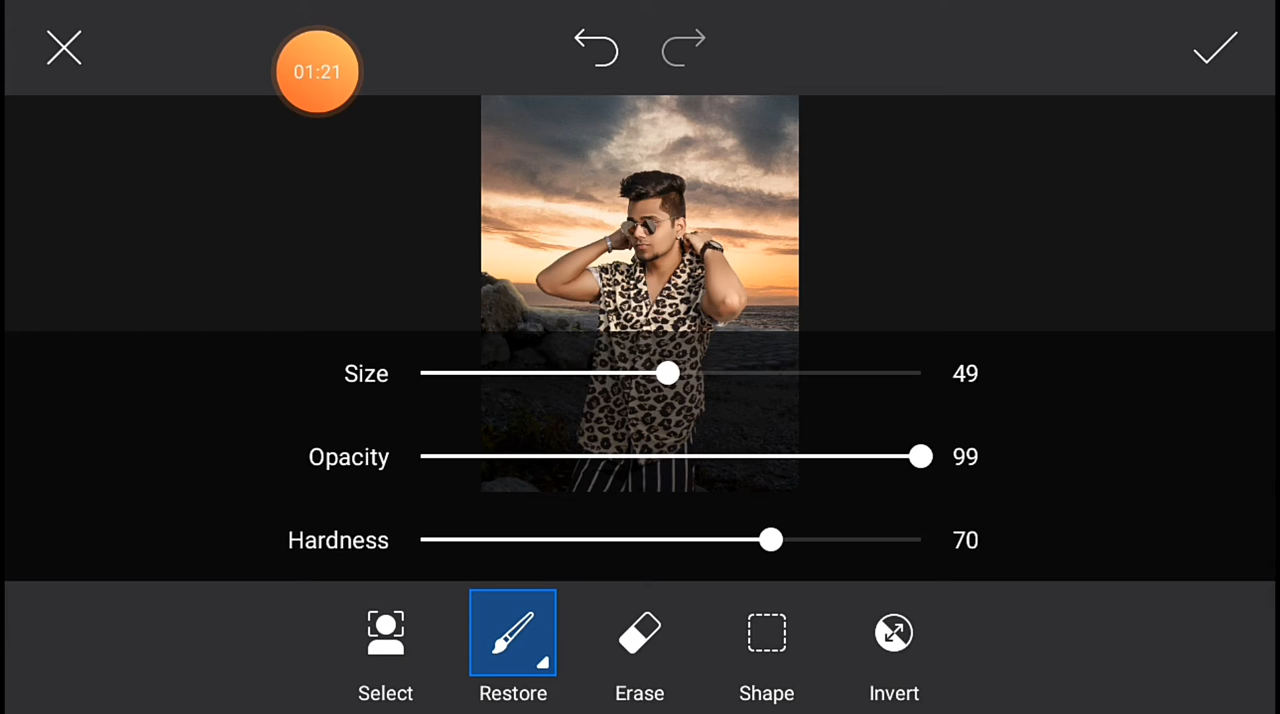 01:21
Size 49
Opacity 99
Hardness 70
Select Restore Erase Shape Invert